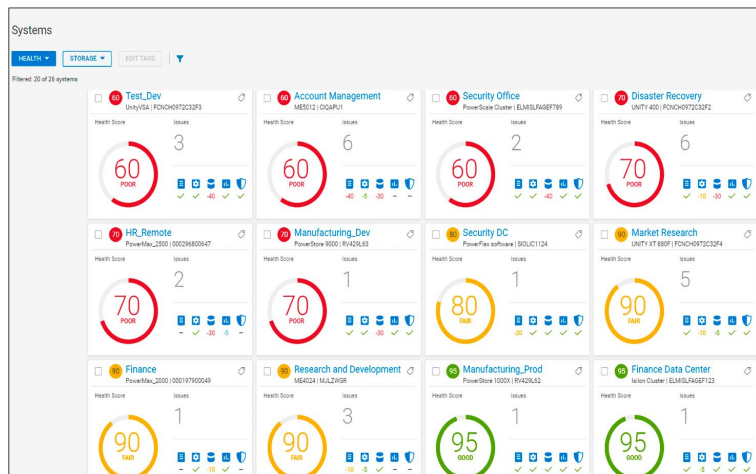 Systems
HEALTH STORAGE EDIT TAGS
Filtered: 20 of 26 systems
60 Test_Dev
UnityVSA | FCNCH0972C32F3
Health Score Issues
3
60
POOR
-40
60 Account Management
ME5012 | CIQAPU1
Health Score Issues
6
60
POOR
-40 -5 -30 - -
60 Security Office
PowerScale Cluster | ELMISLFAGEF789
Health Score Issues
2
60
POOR
-40
70 Disaster Recovery
UNITY 400 | FCNCH0972C32F2
Health Score Issues
6
70
POOR
-10 -30
70 HR_Remote
PowerMax_2500 | 000296800647
Health Score Issues
2
70
POOR
- -30 -5 -
70 Manufacturing_Dev
PowerStore 9000 | RV429L63
Health Score Issues
1
70
POOR
-30
80 Security DC
PowerFlex software | SIOLIC1124
Health Score Issues
1
80
FAIR
-20
90 Market Research
UNITY XT 880F | FCNCH0972C32F4
Health Score Issues
5
90
FAIR
-10 -5
90 Finance
PowerMax_2000 | 000197900049
Health Score Issues
1
90
FAIR
- -10 -
90 Research and Development
ME4024 | MJLZWGR
Health Score Issues
3
90
FAIR
-10 -5 - -
95 Manufacturing_Prod
PowerStore 1000X | RV429L62
Health Score Issues
1
95
GOOD
95 Finance Data Center
Isilon Cluster | ELMISLFAGEF123
Health Score Issues
1
95
GOOD
-5